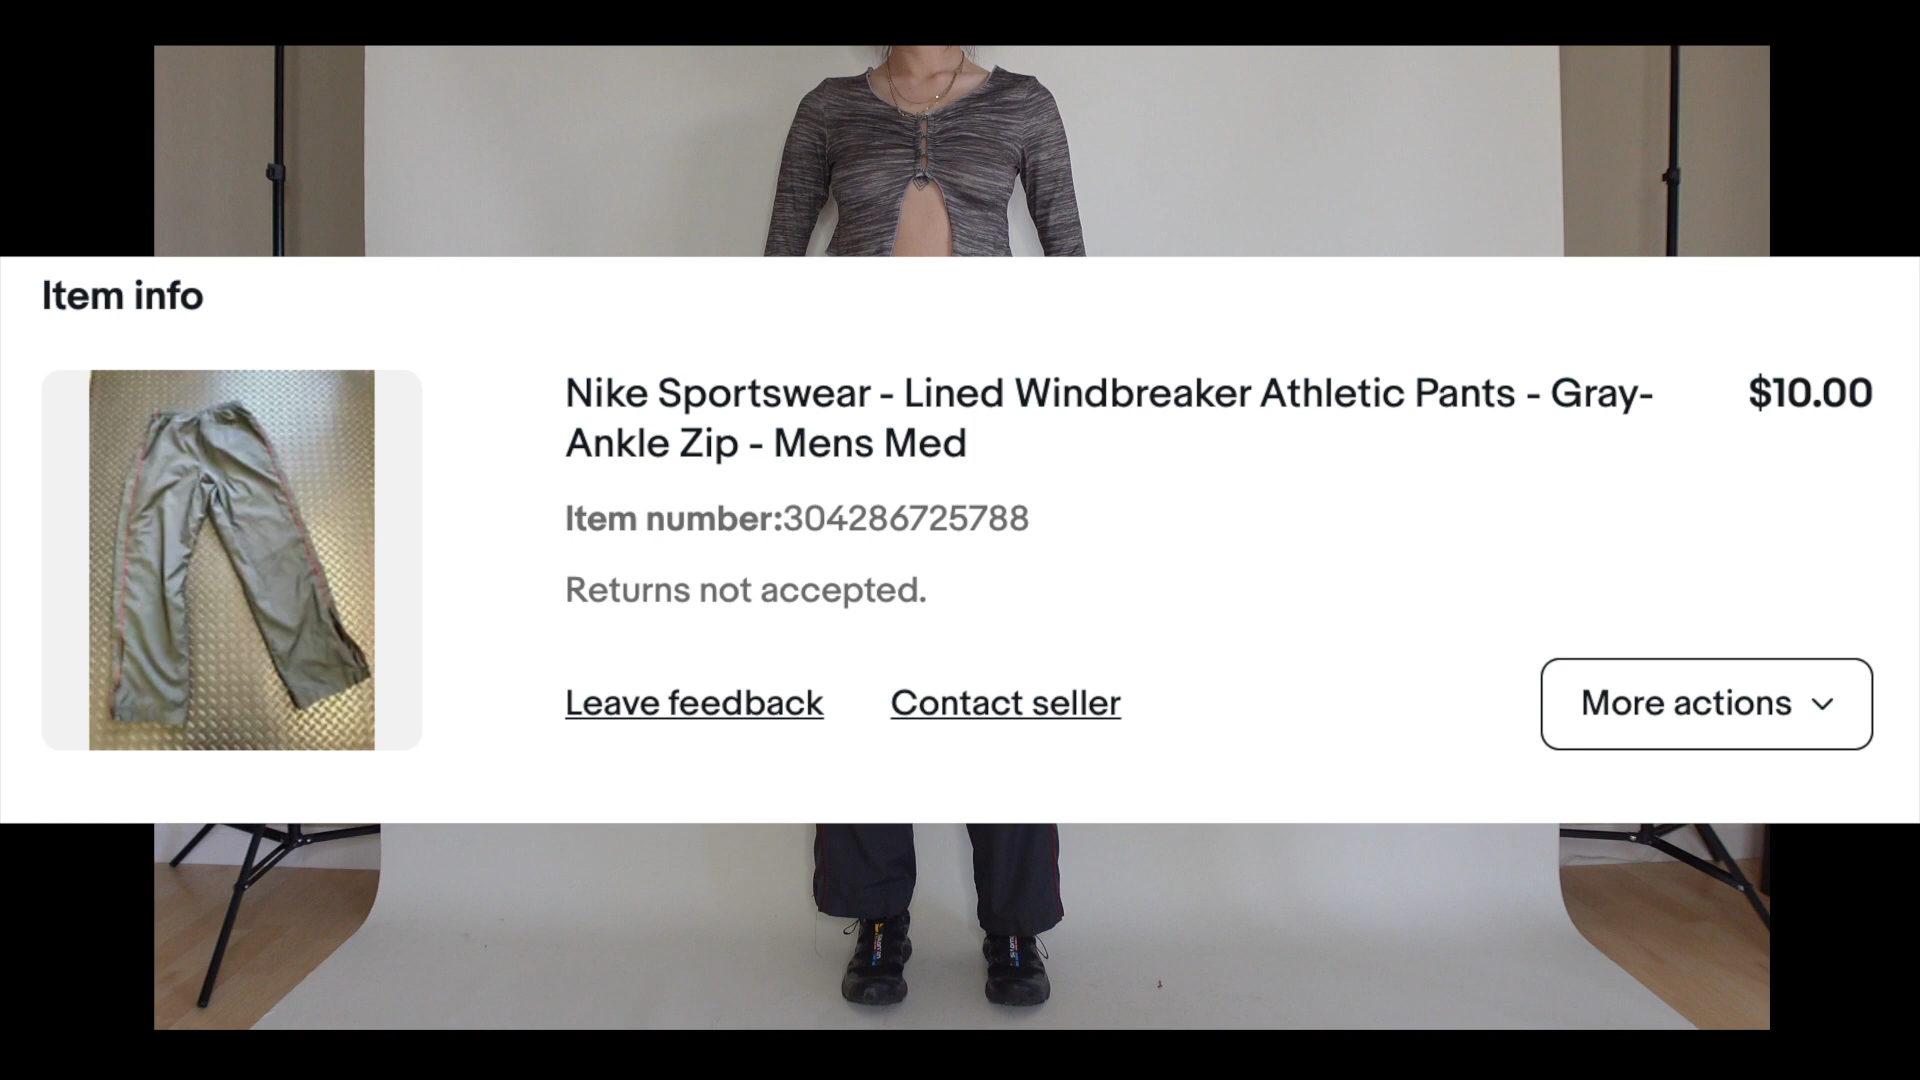 Item info
Nike Sportswear - Lined Windbreaker Athletic Pants - Gray-
Ankle Zip - Mens Med
$10.00
Item number:304286725788
Returns not accepted.
Leave feedback
Contact seller
More actions